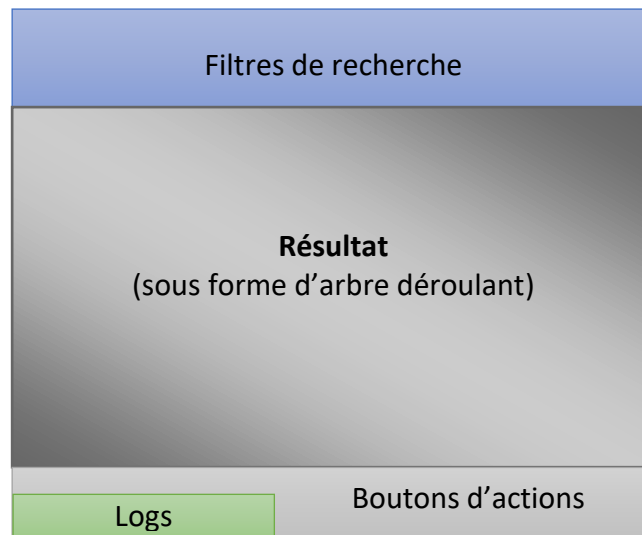 Filtres de recherche
Résultat
(sous forme d’arbre déroulant)
Boutons d’actions
Logs